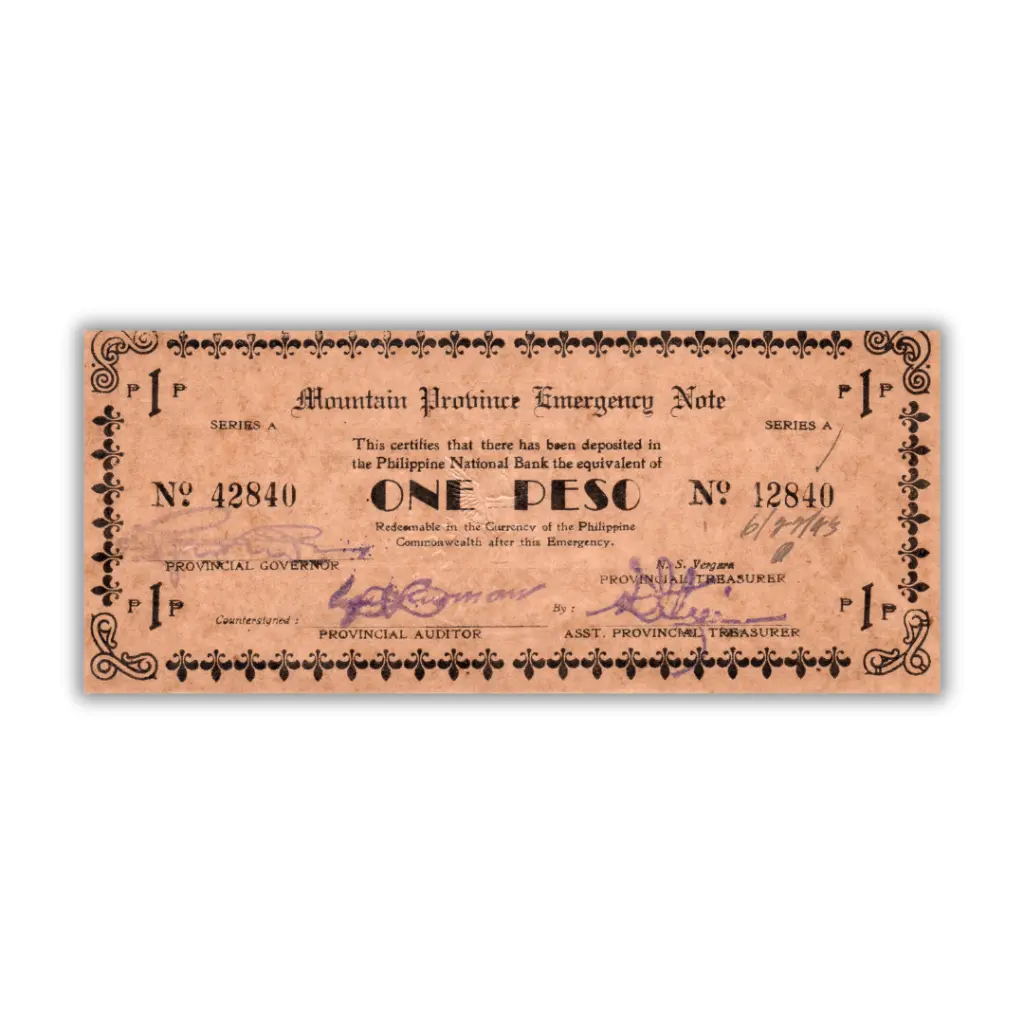 ₱ 1 ₱ ₱ 1 ₱
Mountain Province Emergency Note
SERIES A SERIES A
This certifies that there has been deposited in
the Philippine National Bank the equivalent of
Nº 42840 ONE PESO Nº 12840
Redeemable in the Currency of the Philippine
Commonwealth after this Emergency.
PROVINCIAL GOVERNOR
N. S. Vergara
PROVINCIAL TREASURER
₱ 1 ₱ ₱ 1 ₱
Countersigned : By :
PROVINCIAL AUDITOR ASST. PROVINCIAL TREASURER